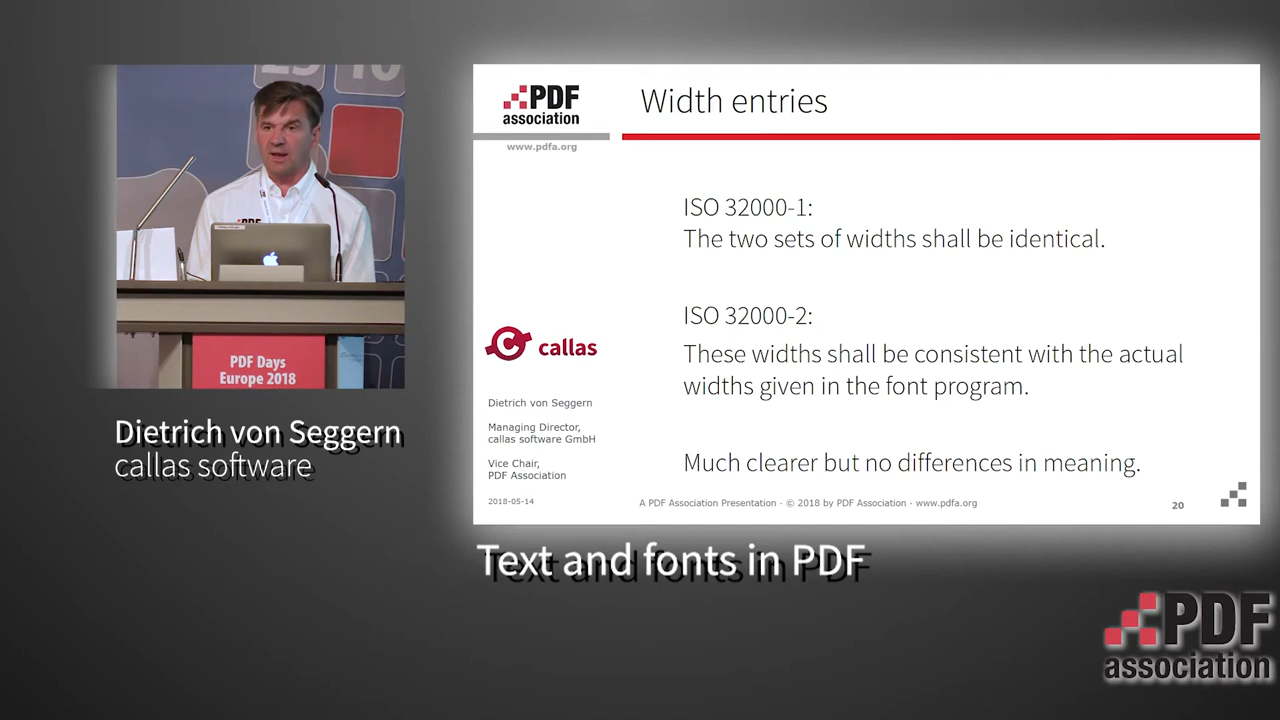 PDF
association
www.pdfa.org
Width entries
ISO 32000-1:
The two sets of widths shall be identical.
ISO 32000-2:
These widths shall be consistent with the actual
widths given in the font program.
Much clearer but no differences in meaning.
callas
Dietrich von Seggern
Managing Director,
callas software GmbH
Vice Chair,
PDF Association
2018-05-14
A PDF Association Presentation · © 2018 by PDF Association · www.pdfa.org
20
PDF
PDF Days
Europe 2018
Dietrich von Seggern
callas software
Text and fonts in PDF
PDF
association